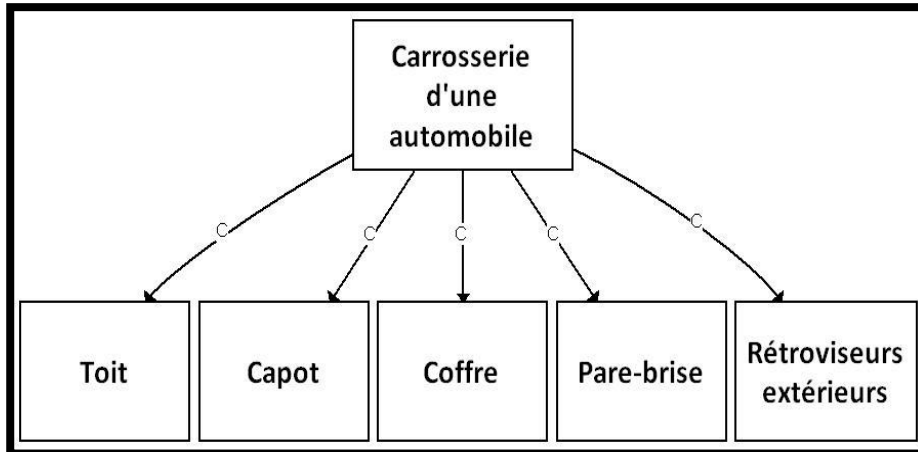 Carrosserie
d'une
automobile
C
C
C
C
C
Toit
Capot
Coffre
Pare-brise
Rétroviseurs
extérieurs